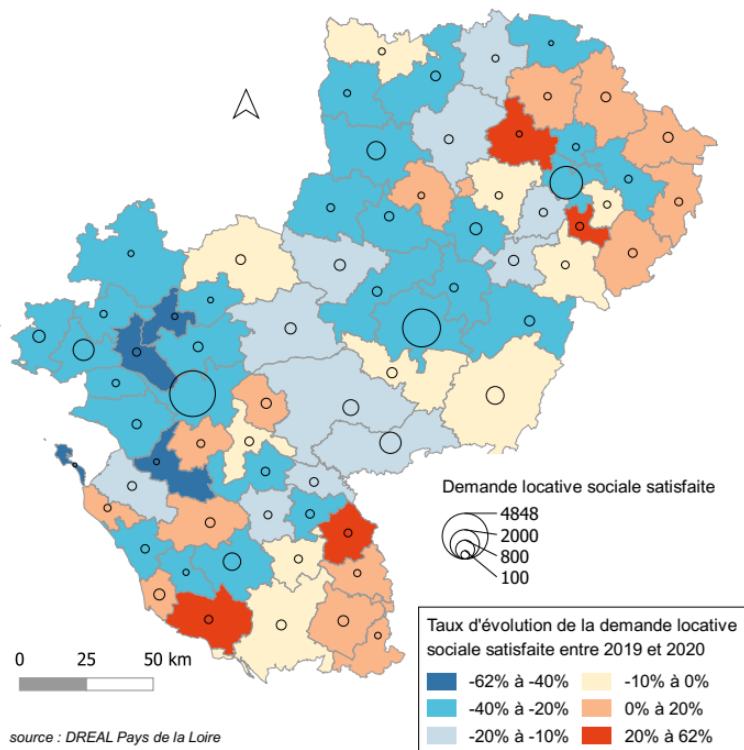 Demande locative sociale satisfaite
4848
2000
800
100
Taux d'évolution de la demande locative
sociale satisfaite entre 2019 et 2020
-62% à -40%
-40% à -20%
-20% à -10%
-10% à 0%
0% à 20%
20% à 62%
0 25 50 km
source : DREAL Pays de la Loire